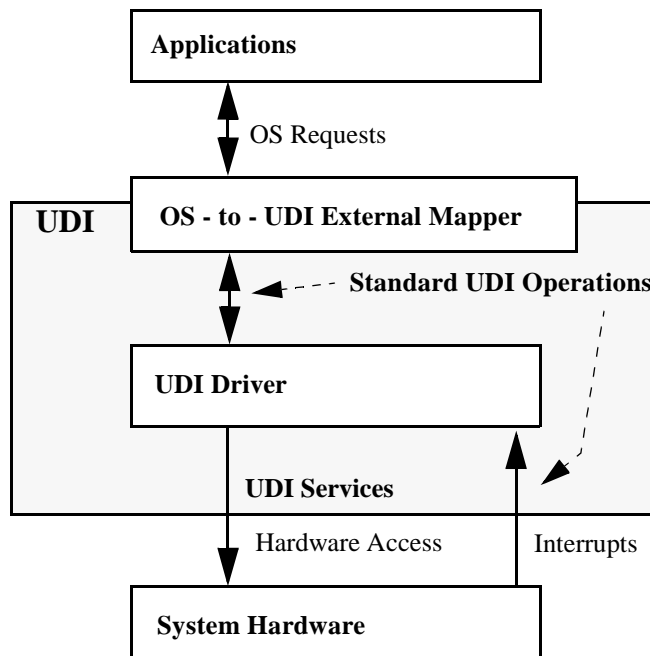 Applications
OS Requests
UDI
OS - to - UDI External Mapper
Standard UDI Operations
UDI Driver
UDI Services
Hardware Access
Interrupts
System Hardware